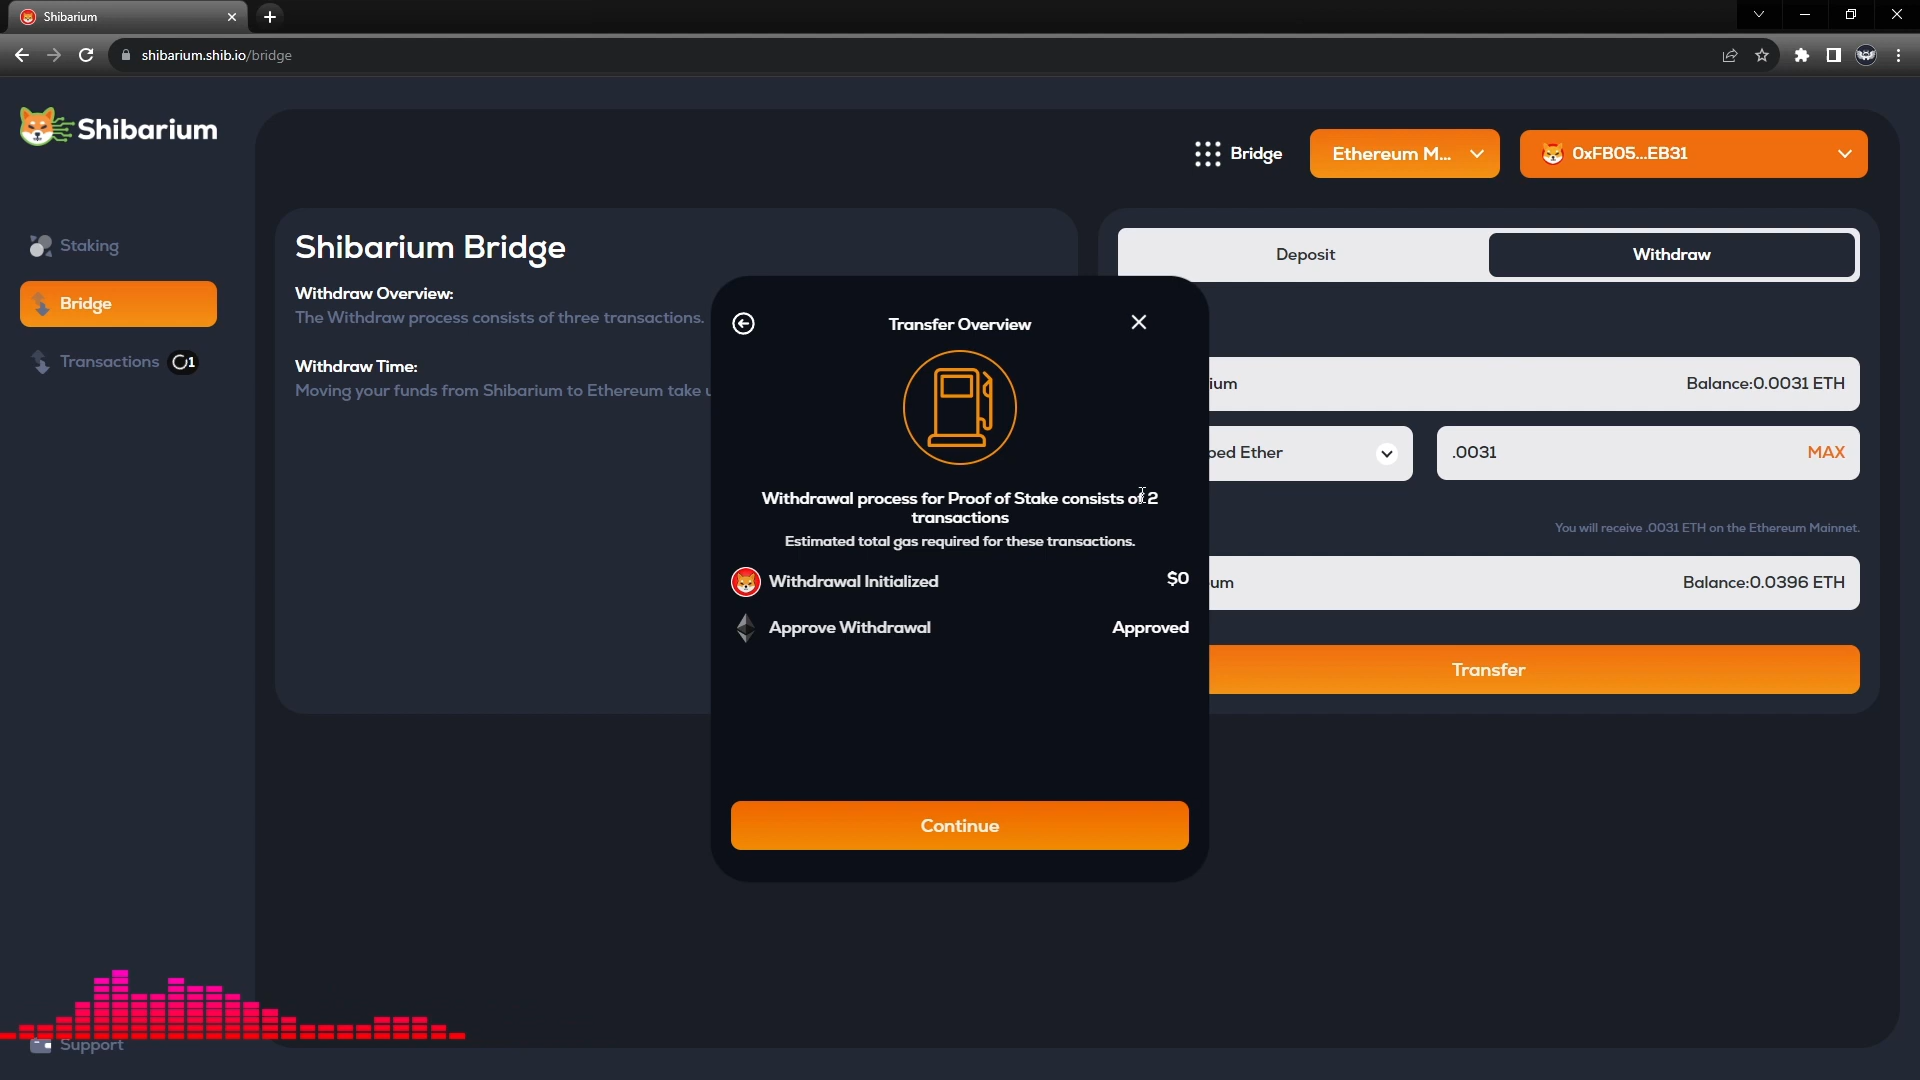 Shibarium
shibarium.shib.io/bridge
Shibarium
Bridge
Ethereum M...
0xFB05...EB31
Staking
Bridge
Transactions 1
Shibarium Bridge
Withdraw Overview:
The Withdraw process consists of three transactions.
Withdraw Time:
Moving your funds from Shibarium to Ethereum take u
Deposit
Withdraw
ium
Balance:0.0031 ETH
ped Ether
.0031
MAX
You will receive .0031 ETH on the Ethereum Mainnet.
um
Balance:0.0396 ETH
Transfer
Transfer Overview
Withdrawal process for Proof of Stake consists of 2
transactions
Estimated total gas required for these transactions.
Withdrawal Initialized
$0
Approve Withdrawal
Approved
Continue
Support